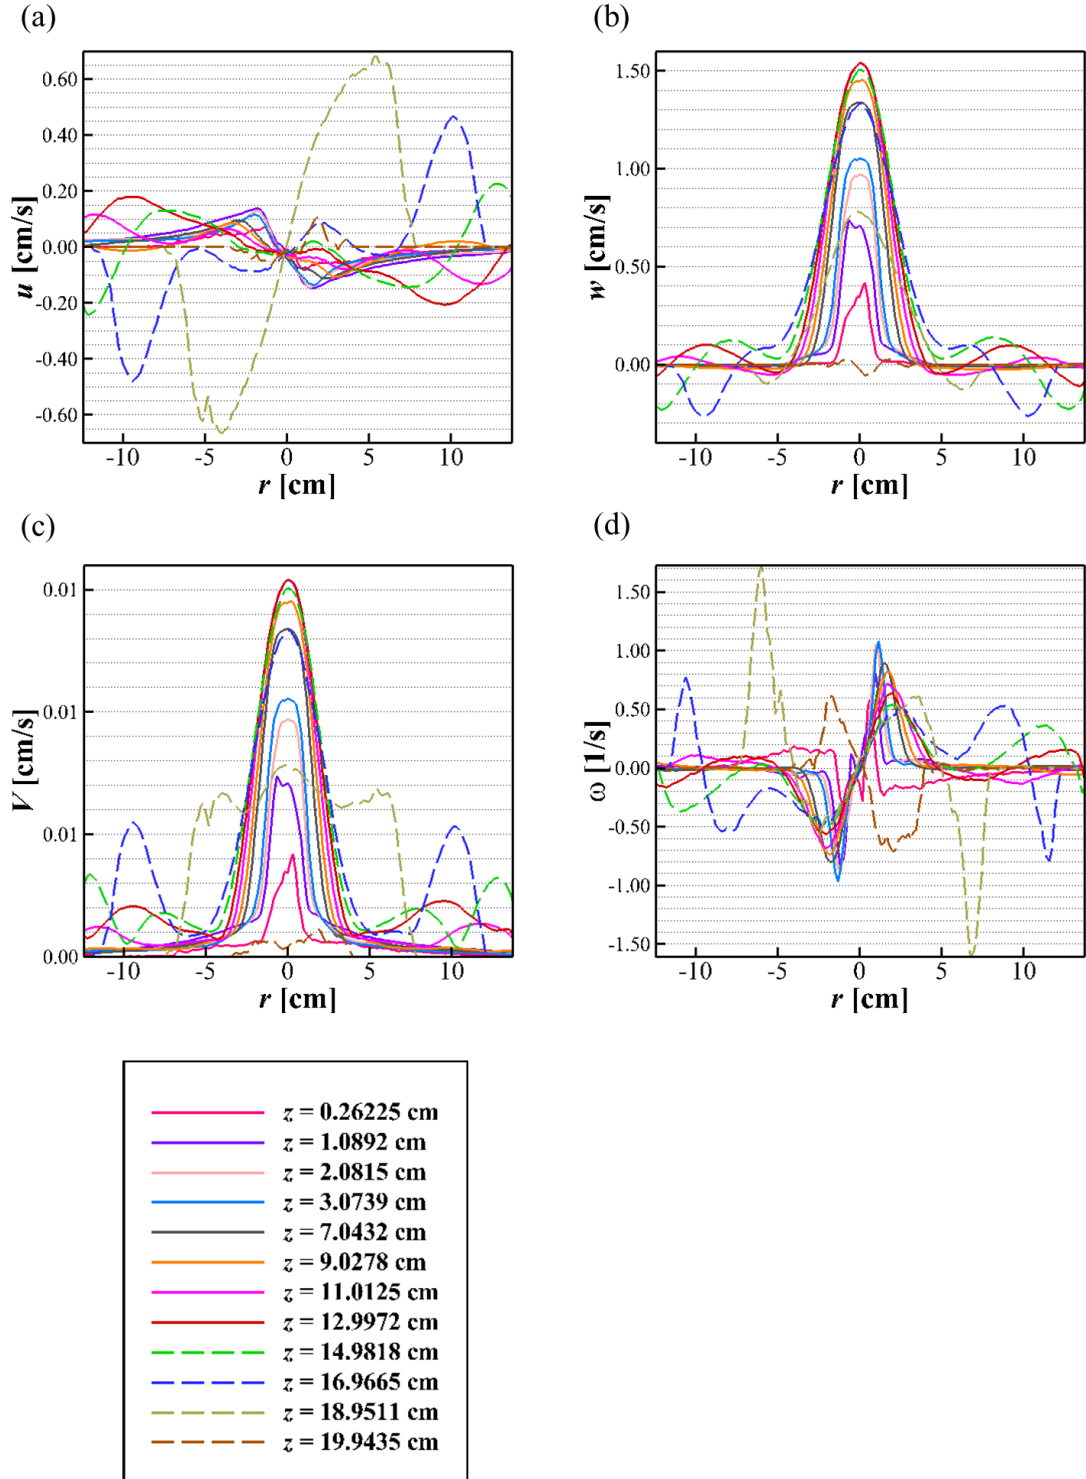 (a)
0.60
0.40
0.20
0.00
-0.20
-0.40
-0.60
u [cm/s]
-10 -5 0 5 10
r [cm]
(b)
1.50
1.00
0.50
0.00
w [cm/s]
-10 -5 0 5 10
r [cm]
(c)
0.01
0.01
0.01
0.00
V [cm/s]
-10 -5 0 5 10
r [cm]
(d)
1.50
1.00
0.50
0.00
-0.50
-1.00
-1.50
ω [1/s]
-10 -5 0 5 10
r [cm]
z = 0.26225 cm
z = 1.0892 cm
z = 2.0815 cm
z = 3.0739 cm
z = 7.0432 cm
z = 9.0278 cm
z = 11.0125 cm
z = 12.9972 cm
z = 14.9818 cm
z = 16.9665 cm
z = 18.9511 cm
z = 19.9435 cm